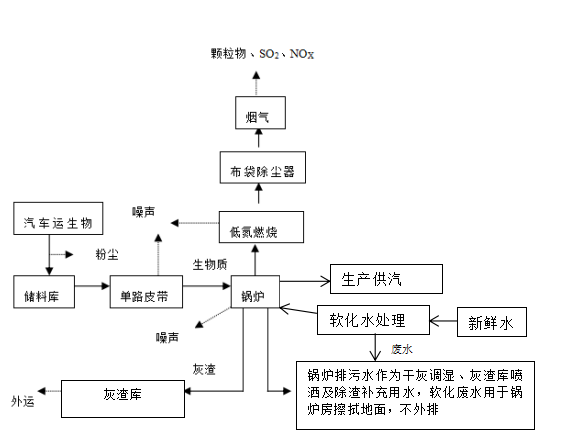 颗粒物、SO2、NOX
烟气
布袋除尘器
汽车运生物
噪声
低氮燃烧
粉尘
生物质
生产供汽
储料库
单路皮带
锅炉
软化水处理
新鲜水
噪声
废水
灰渣
锅炉排污水作为干灰调湿、灰渣库喷
洒及除渣补充用水，软化废水用于锅
炉房擦拭地面，不外排
外运
灰渣库